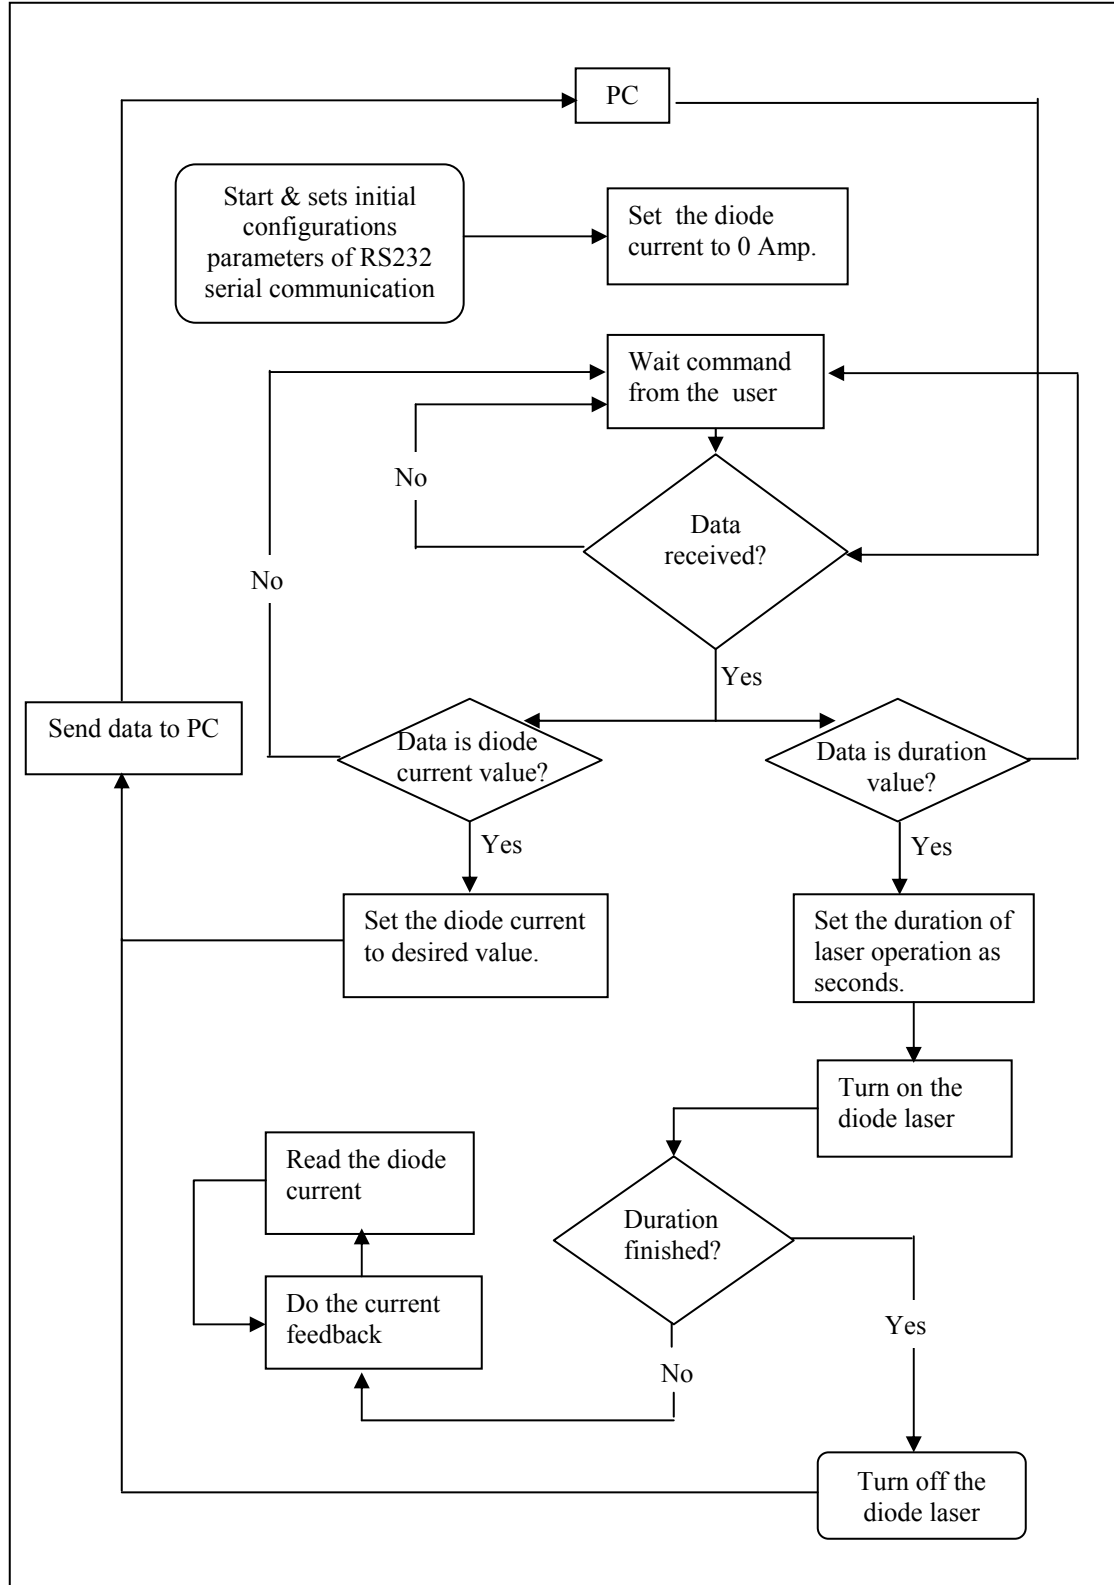 PC
Start & sets initial
configurations
parameters of RS232
serial communication
Set  the diode
current to 0 Amp.
Wait command
from the  user
No
Data
received?
No
Yes
Send data to PC
Data is diode
current value?
Data is duration
value?
Yes
Yes
Set the diode current
to desired value.
Set the duration of
laser operation as
seconds.
Turn on the
diode laser
Read the diode
current
Duration
finished?
Do the current
feedback
Yes
No
Turn off the
diode laser